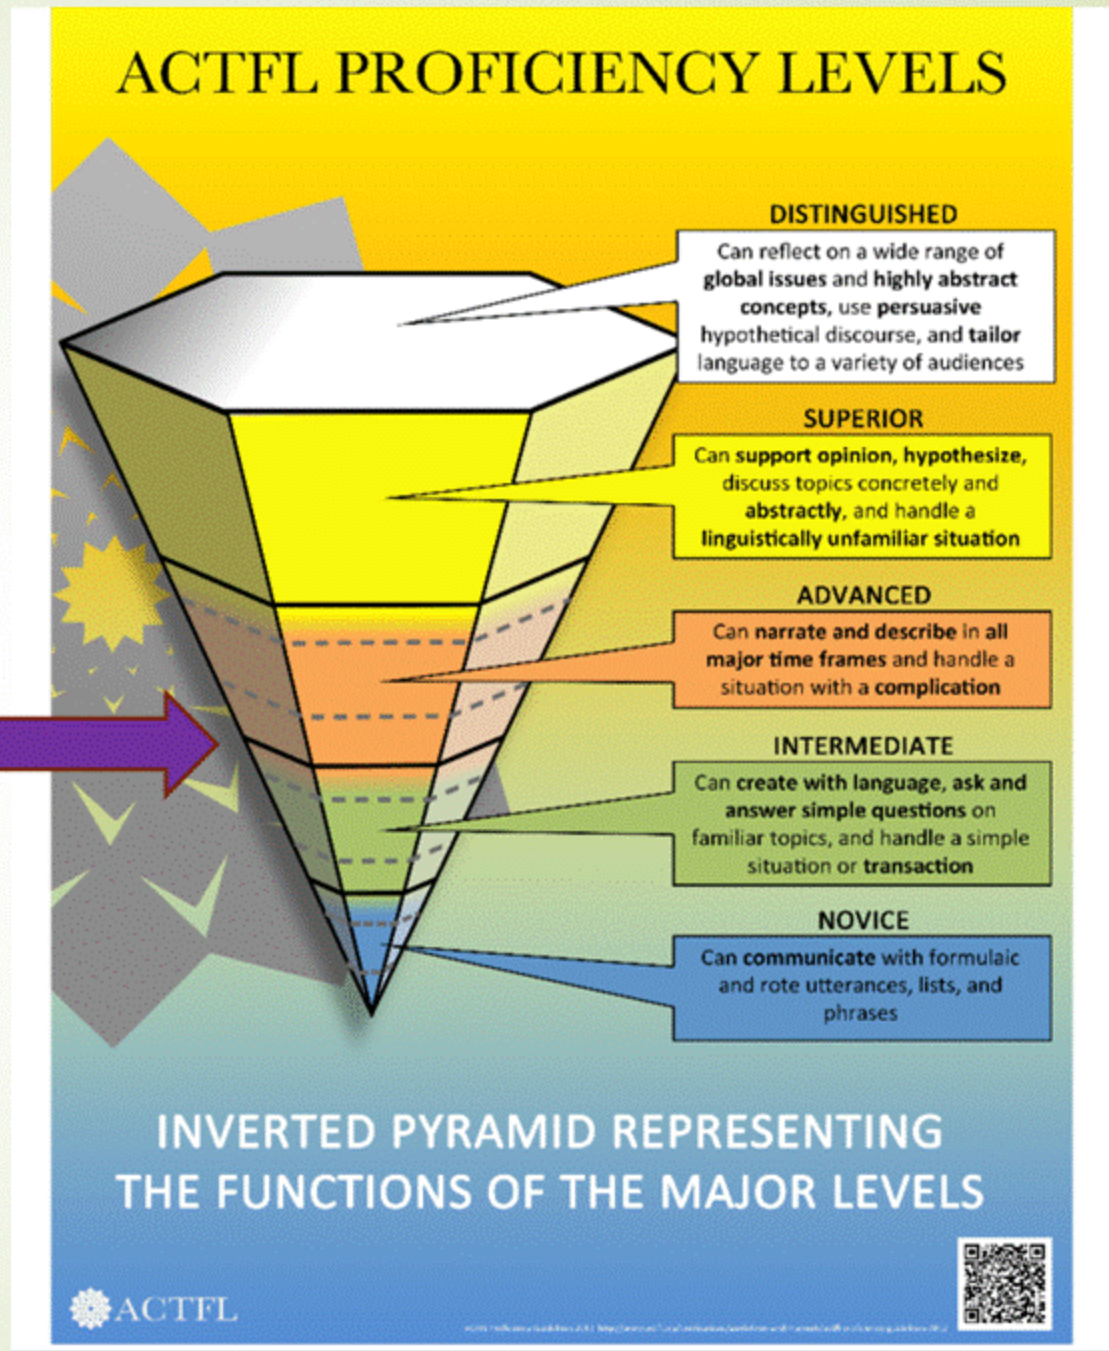 ACTFL PROFICIENCY LEVELS
DISTINGUISHED
Can reflect on a wide range of
global issues and highly abstract
concepts, use persuasive
hypothetical discourse, and tailor
language to a variety of audiences
SUPERIOR
Can support opinion, hypothesize,
discuss topics concretely and
abstractly, and handle a
linguistically unfamiliar situation
ADVANCED
Can narrate and describe in all
major time frames and handle a
situation with a complication
INTERMEDIATE
Can create with language, ask and
answer simple questions on
familiar topics, and handle a simple
situation or transaction
NOVICE
Can communicate with formulaic
and rote utterances, lists, and
phrases
INVERTED PYRAMID REPRESENTING
THE FUNCTIONS OF THE MAJOR LEVELS
ACTFL